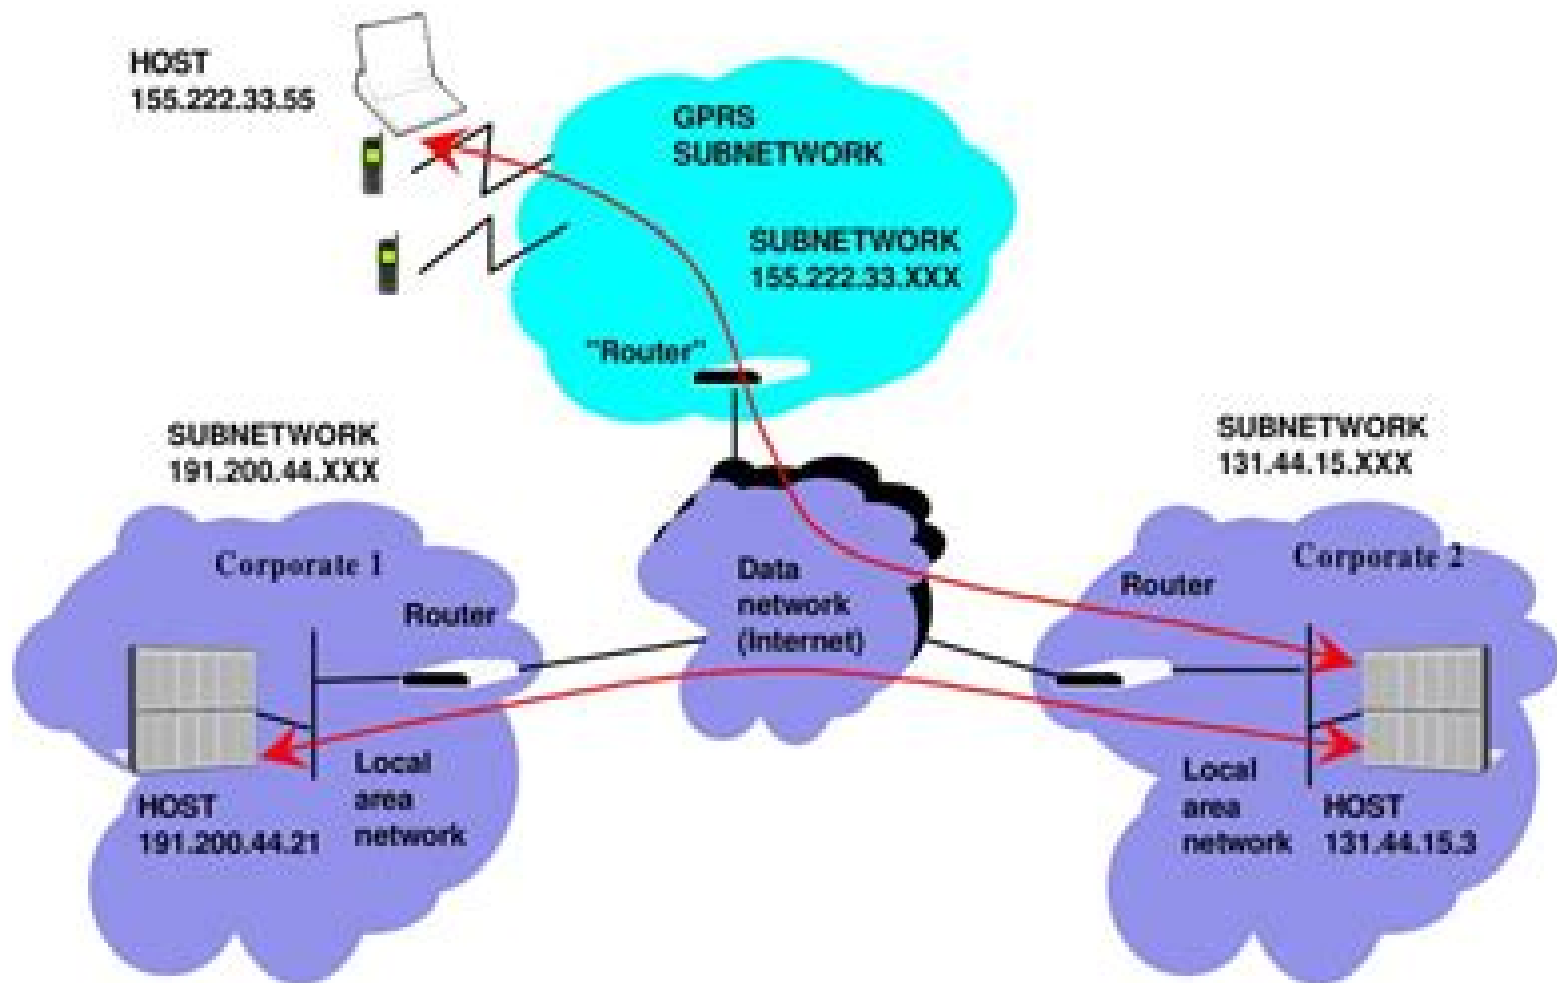 HOST
155.222.33.55
GPRS
SUBNETWORK
SUBNETWORK
155.222.33.XXX
"Router"
SUBNETWORK
191.200.44.XXX
SUBNETWORK
131.44.15.XXX
Corporate 1
Router
Data
network
(Internet)
Corporate 2
Router
Local
area
network
HOST
191.200.44.21
Local
area
network
HOST
131.44.15.3